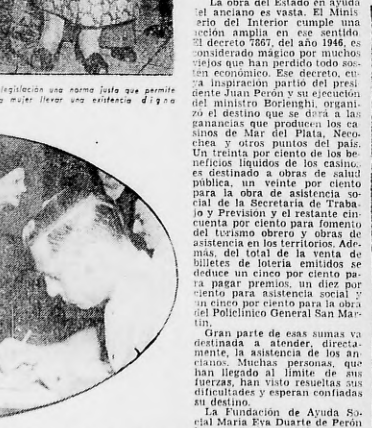 legislación una norma justa que permite
a mujer llevar una existencia digna
La obra del Estado en ayuda
el anciano es vasta. El Minis
erio del Interior cumple una
cción amplia en ese sentido.
El decreto 7867, del año 1946, es
onsiderado mágico por muchos
viejos que han perdido todo sos-
ten económico. Ese decreto, cu-
ya inspiración partió del presi
dente Juan Perón y su ejecución
del ministro Borlenghi, organi-
zó el destino que se dará a las
ganancias que producen los ca
sinos de Mar del Plata, Neco-
chea y otros puntos del país.
Un treinta por ciento de los be-
neficios líquidos de los casinos
es destinado a obras de salud
pública, un veinte por ciento
para la obra de asistencia so-
cial de la Secretaría de Traba-
jo y Previsión y el restante cin-
cuenta por ciento para fomento
del turismo obrero y obras de
asistencia en los territorios. Ade-
más, del total de la venta de
billetes de lotería emitidos se
deduce un cinco por ciento pa-
ra pagar premios, un diez por
ciento para asistencia social y
un cinco por ciento para la obra
del Policlínico General San Mar-
tín.
Gran parte de esas sumas va
destinada a atender, directa-
mente, la asistencia de los an-
cianos. Muchas personas, que
han llegado al límite de sus
fuerzas, han visto resueltas sus
dificultades y esperan confiadas
su destino.
La Fundación de Ayuda So-
cial María Eva Duarte de Perón